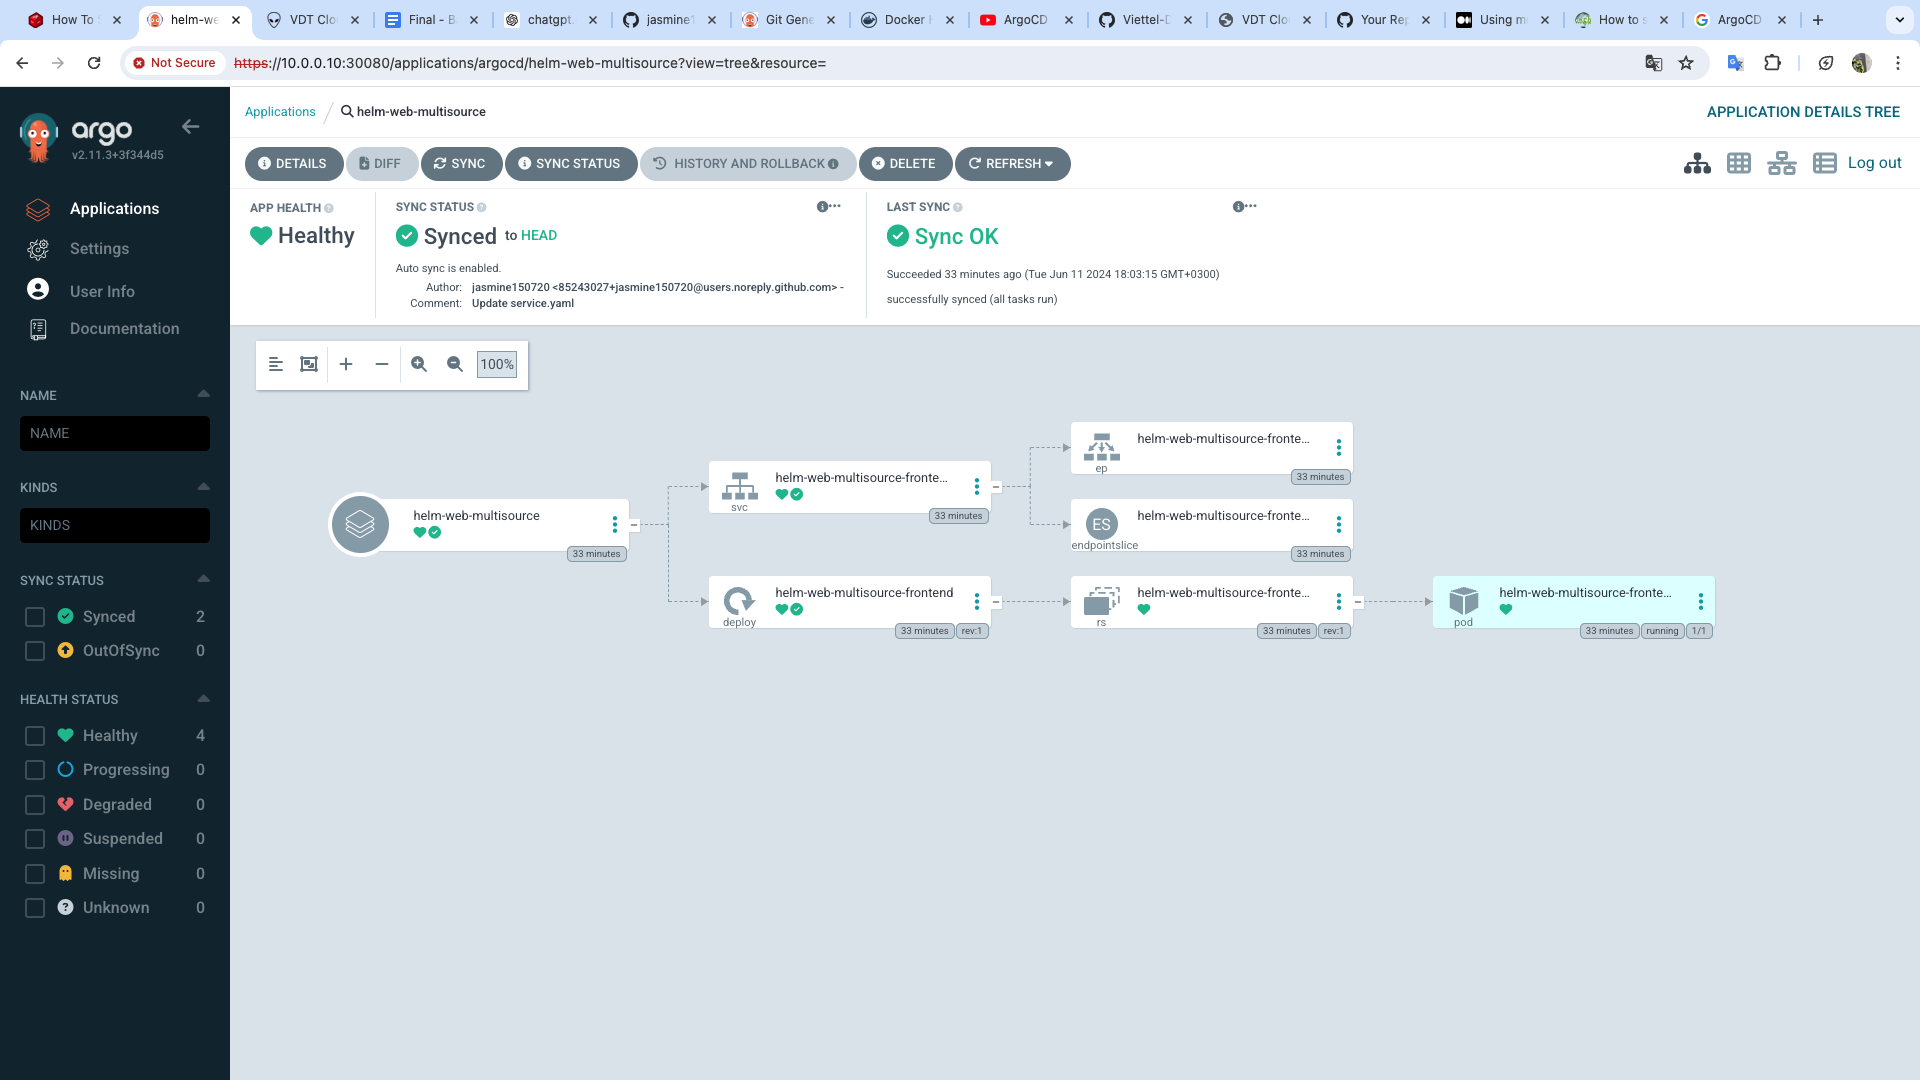 How To
helm-we
VDT Clo
Final - B
chatgpt.
jasmine1
Git Gene
Docker
ArgoCD
Viettel-D
VDT Clo
Your Rep
Using m
How to s
ArgoCD
Not Secure
https://10.0.0.10:30080/applications/argocd/helm-web-multisource?view=tree&resource=
argo
v2.11.3+3f344d5
Applications
Settings
User Info
Documentation
NAME
NAME
KINDS
KINDS
SYNC STATUS
Synced 2
OutOfSync 0
HEALTH STATUS
Healthy 4
Progressing 0
Degraded 0
Suspended 0
Missing 0
Unknown 0
Applications / helm-web-multisource
APPLICATION DETAILS TREE
DETAILS
DIFF
SYNC
SYNC STATUS
HISTORY AND ROLLBACK
DELETE
REFRESH
Log out
APP HEALTH
Healthy
SYNC STATUS
Synced to HEAD
Auto sync is enabled.
Author: jasmine150720 <85243027+jasmine150720@users.noreply.github.com> -
Comment: Update service.yaml
LAST SYNC
Sync OK
Succeeded 33 minutes ago (Tue Jun 11 2024 18:03:15 GMT+0300)
successfully synced (all tasks run)
100%
helm-web-multisource
33 minutes
helm-web-multisource-fronte...
svc
33 minutes
helm-web-multisource-frontend
deploy
33 minutes
rev:1
helm-web-multisource-fronte...
ep
33 minutes
ES
helm-web-multisource-fronte...
endpointslice
33 minutes
helm-web-multisource-fronte...
rs
33 minutes
rev:1
helm-web-multisource-fronte...
pod
33 minutes
running
1/1